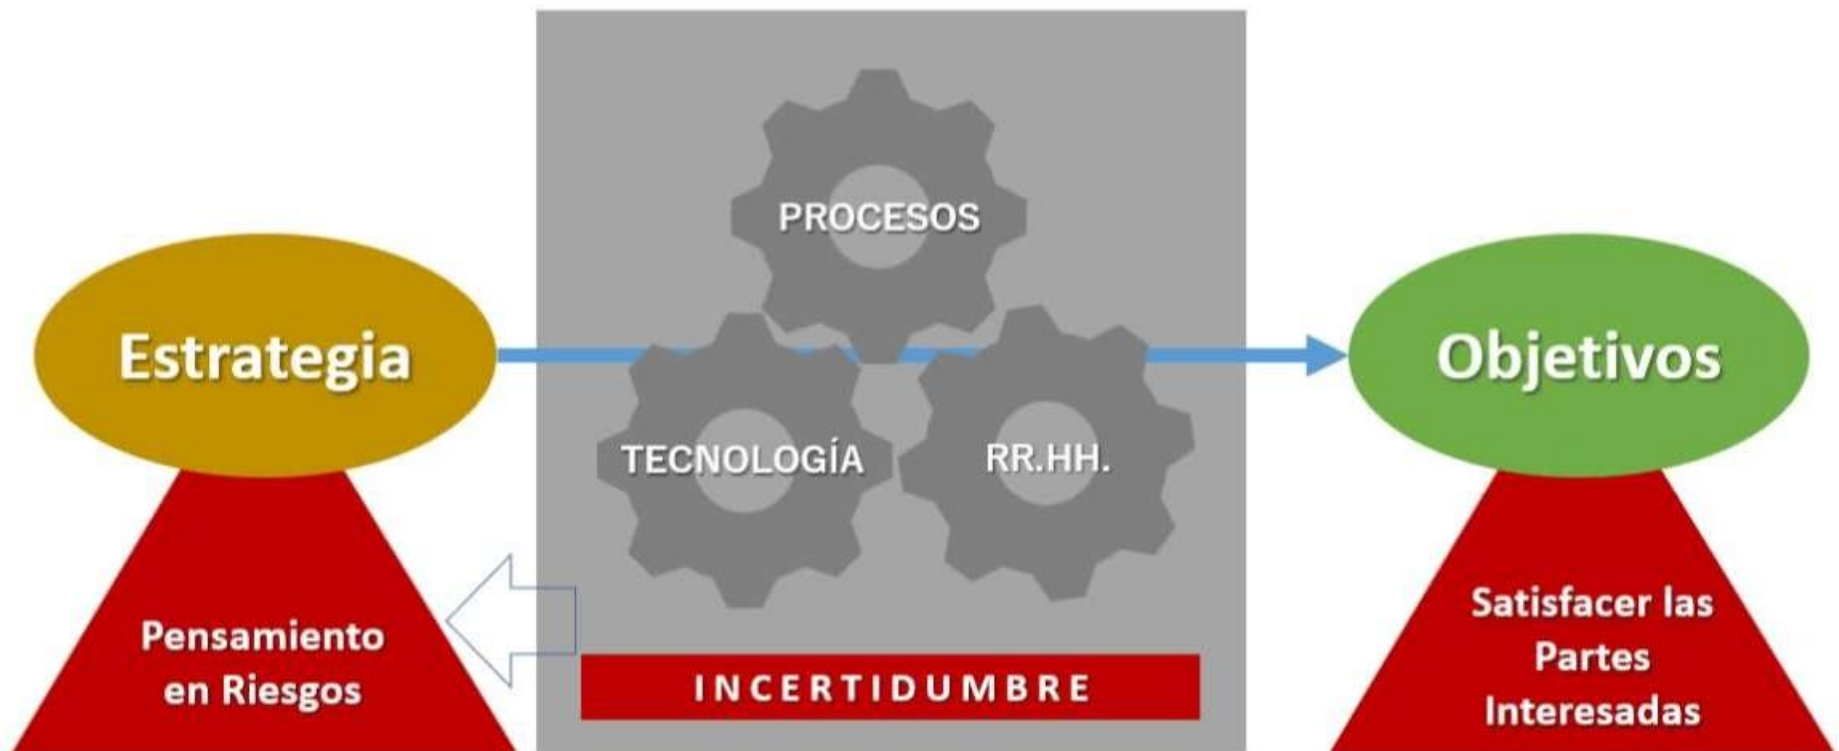 PROCESOS
Estrategia
Objetivos
TECNOLOGÍA
RR.HH.
Pensamiento
en Riesgos
INCERTIDUMBRE
Satisfacer las
Partes
Interesadas